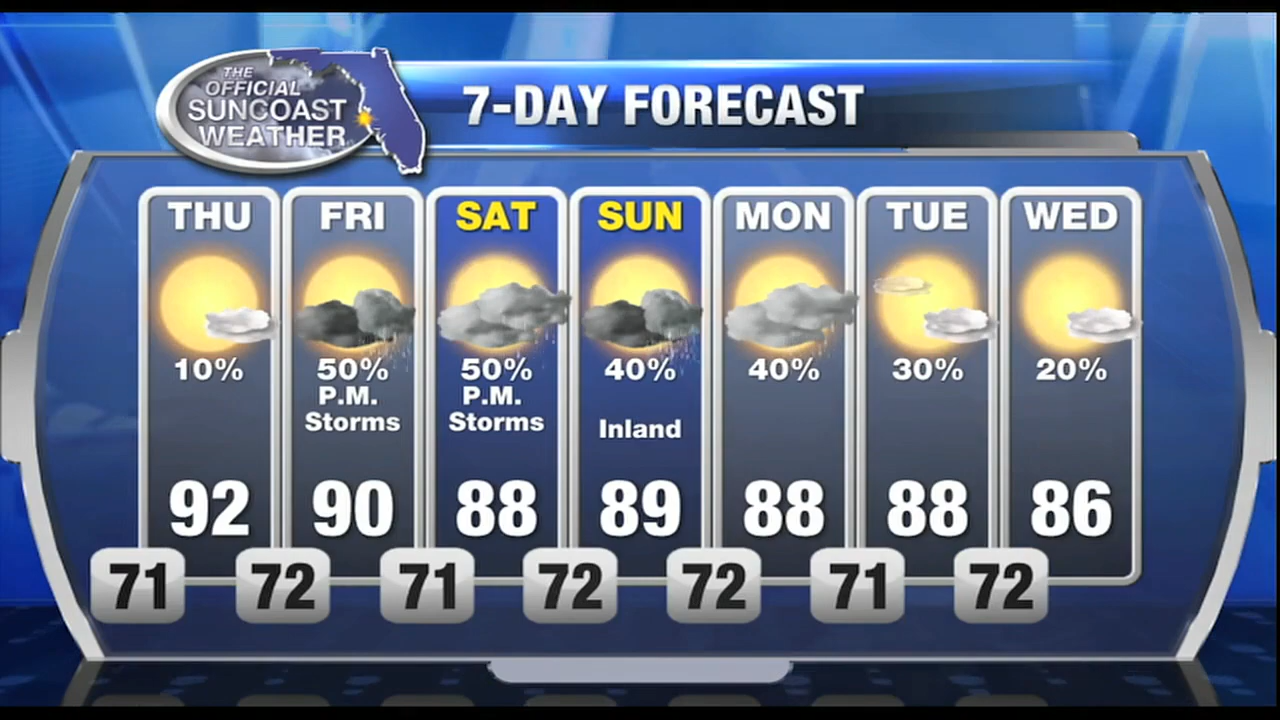 THE
OFFICIAL
SUNCOAST
WEATHER
7-DAY FORECAST
THU FRI SAT SUN MON TUE WED
10% 50% 50% 40% 40% 30% 20%
P.M. P.M.
Storms Storms Inland
92 90 88 89 88 88 86
71 72 71 72 72 71 72